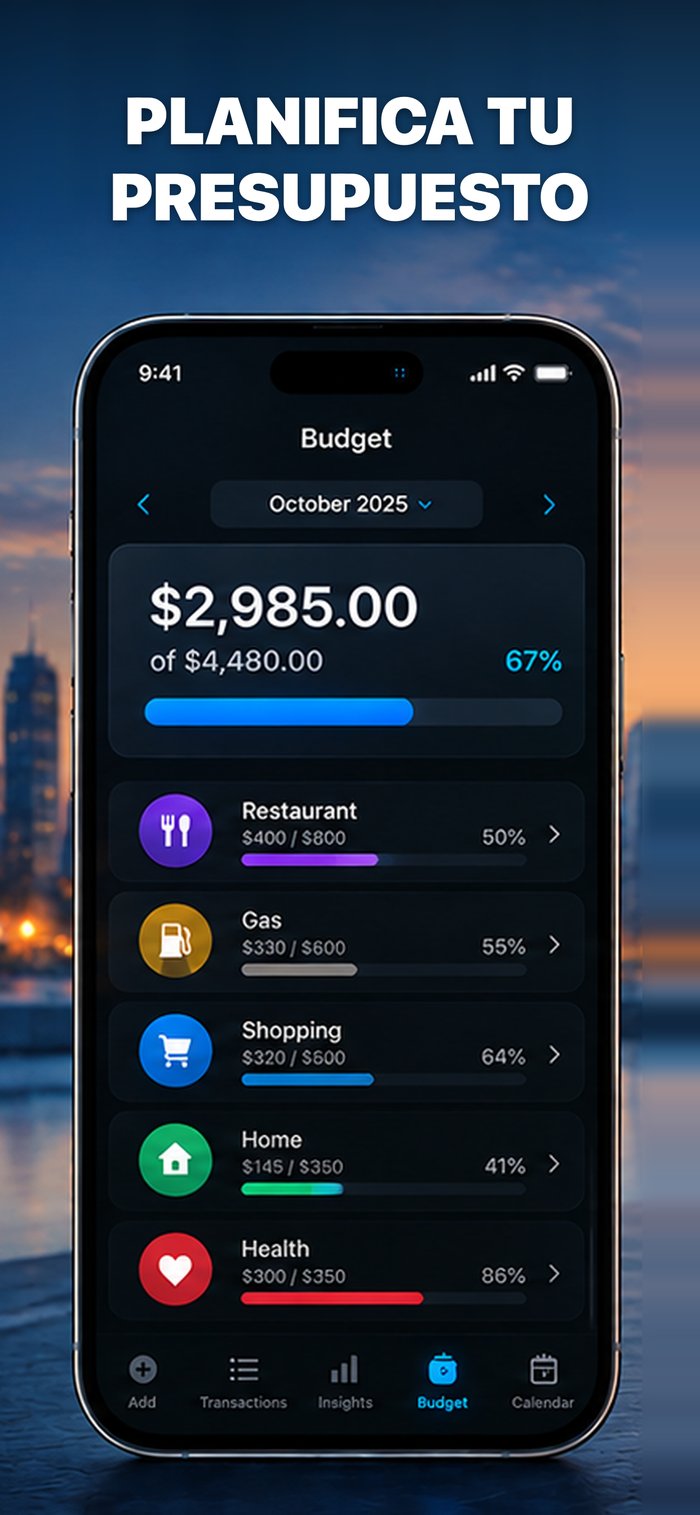 PLANIFICA TU
PRESUPUESTO
9:41
Budget
October 2025
$2,985.00
of $4,480.00
67%
Restaurant
$400 / $800
50%
Gas
$330 / $600
55%
Shopping
$320 / $600
64%
Home
$145 / $350
41%
Health
$300 / $350
86%
Add
Transactions
Insights
Budget
Calendar